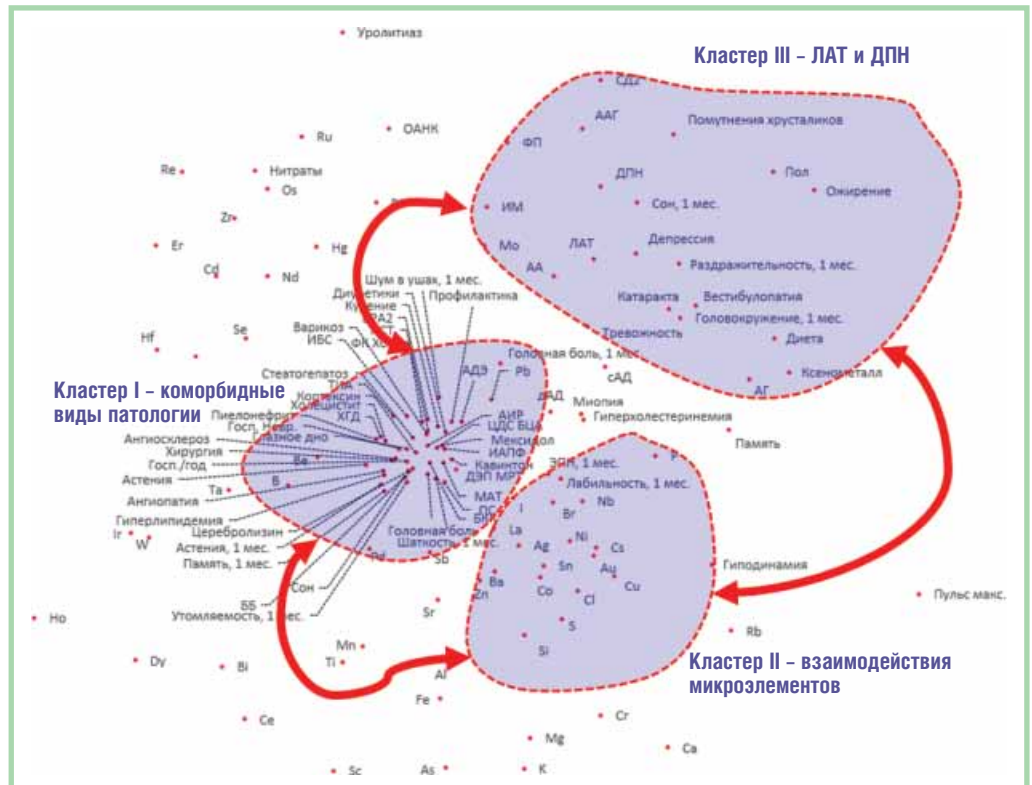 Уролитиаз
Кластер III – ЛАТ и ДПН
СД2
ААГ
Помутнения хрусталиков
ОАНК
Ru
ФП
Re
Нитраты
Os
ДПН
Пол
Ожирение
Сон, 1 мес.
ИМ
Zr
Er
Hg
Mo
ЛАТ
Депрессия
Cd
Nd
АА
Раздражительность, 1 мес.
Шум в ушах, 1 мес.
Диуретики
Профилактика
Курение
Катаракта
Вестибулопатия
Головокружение, 1 мес.
Варикоз
ИБС
Тревожность
Диета
Se
Hf
Головная боль, 1 мес
Стеатогепатоз
АДЭ
Pb
сАД
Ксенометалл
АГ
Кластер I – коморбидные
виды патологии
Кортексин
Холецистит
ХГД
Пиелонефрит
Госп. Невр.
дАД
Миопия
Гиперхолестеринемия
АИР
ЦДС БЦА
Память
Ангиосклероз
Хирургия
Мексидол
ИАПФ
Госп./год
Астения
Кавинтон
ДЭП МРТ
ЭПН, 1 мес.
Лабильность, 1 мес.
Ta
B
Ангиопатия
МАТ
I
Br
Nb
Гиперлипидемия
Ir
W
Церебролизин
Головная боль
Шаткость, 1 мес.
La
Ni
Cs
Ag
Астения, 1 мес.
Память, 1 мес.
Sb
Sn
Au
Гиподинамия
Сон
Ba
Zn
Co
Cl
Cu
Пульс макс.
ББ
Утомляемость, 1 мес.
Sr
S
Ho
Rb
Mn
Ti
Si
Dy
Bi
Al
Кластер II – взаимодействия
микроэлементов
Fe
Ce
Cr
Mg
Ca
Sc
As
K